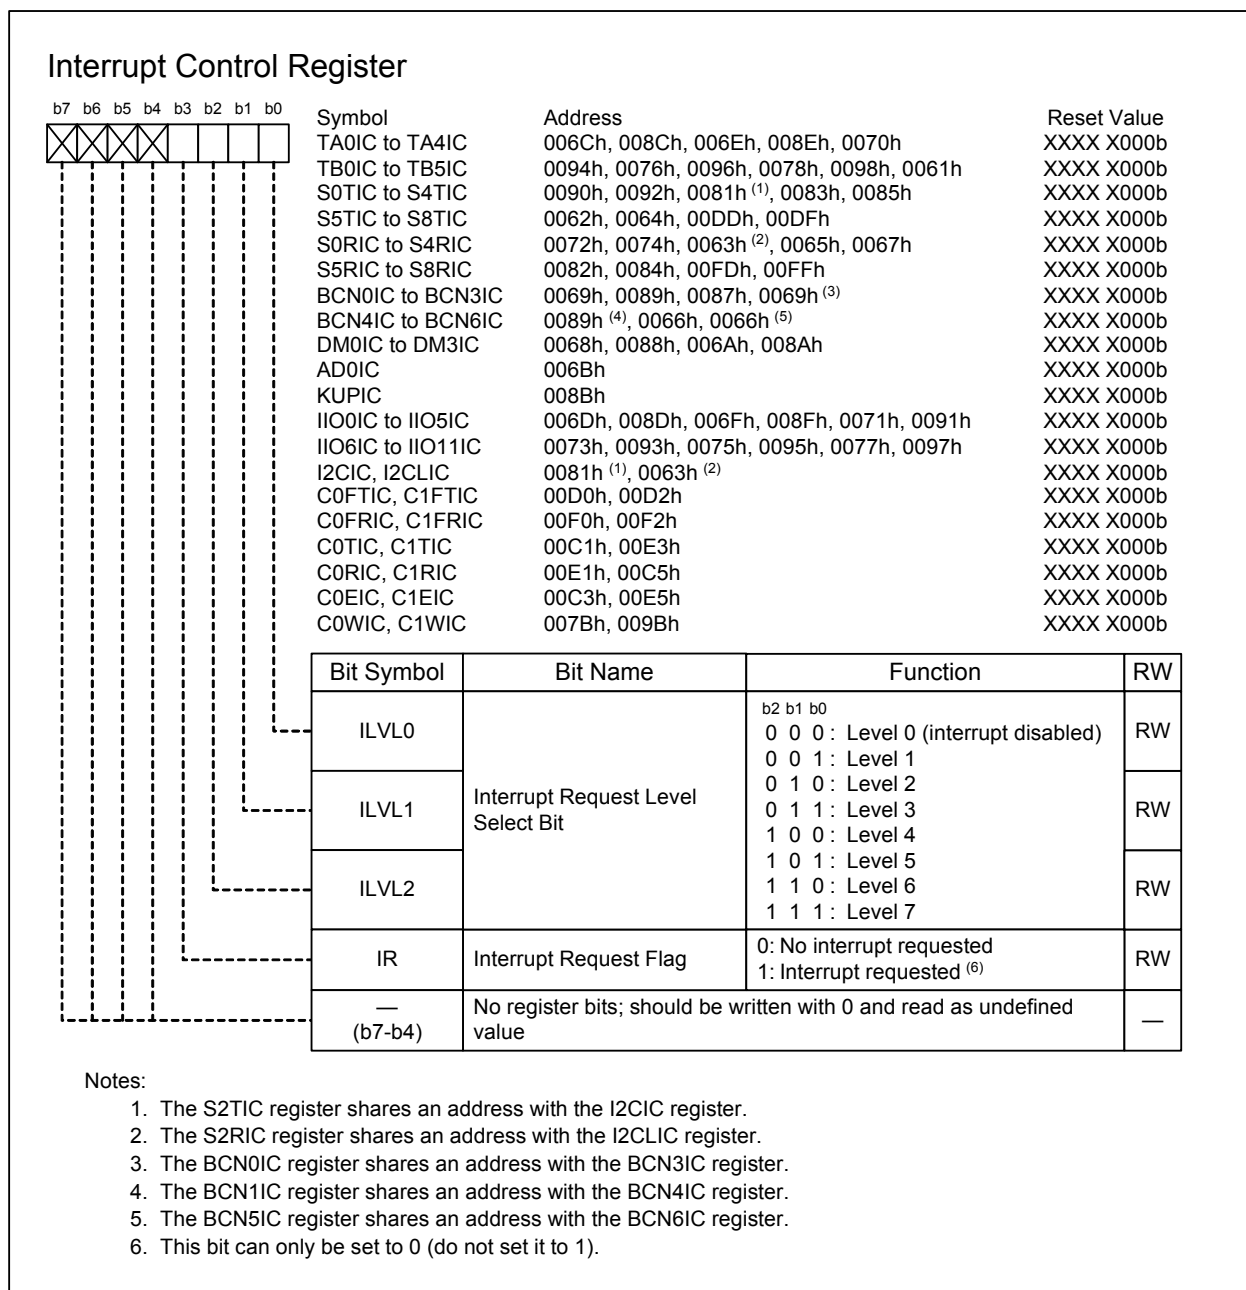 Interrupt Control Register
b7 b6 b5 b4 b3 b2 b1 b0
Symbol Address Reset Value
TA0IC to TA4IC 006Ch, 008Ch, 006Eh, 008Eh, 0070h XXXX X000b
TB0IC to TB5IC 0094h, 0076h, 0096h, 0078h, 0098h, 0061h XXXX X000b
S0TIC to S4TIC 0090h, 0092h, 0081h (1), 0083h, 0085h XXXX X000b
S5TIC to S8TIC 0062h, 0064h, 00DDh, 00DFh XXXX X000b
S0RIC to S4RIC 0072h, 0074h, 0063h (2), 0065h, 0067h XXXX X000b
S5RIC to S8RIC 0082h, 0084h, 00FDh, 00FFh XXXX X000b
BCN0IC to BCN3IC 0069h, 0089h, 0087h, 0069h (3) XXXX X000b
BCN4IC to BCN6IC 0089h (4), 0066h, 0066h (5) XXXX X000b
DM0IC to DM3IC 0068h, 0088h, 006Ah, 008Ah XXXX X000b
AD0IC 006Bh XXXX X000b
KUPIC 008Bh XXXX X000b
IIO0IC to IIO5IC 006Dh, 008Dh, 006Fh, 008Fh, 0071h, 0091h XXXX X000b
IIO6IC to IIO11IC 0073h, 0093h, 0075h, 0095h, 0077h, 0097h XXXX X000b
I2CIC, I2CLIC 0081h (1), 0063h (2) XXXX X000b
C0FTIC, C1FTIC 00D0h, 00D2h XXXX X000b
C0FRIC, C1FRIC 00F0h, 00F2h XXXX X000b
C0TIC, C1TIC 00C1h, 00E3h XXXX X000b
C0RIC, C1RIC 00E1h, 00C5h XXXX X000b
C0EIC, C1EIC 00C3h, 00E5h XXXX X000b
C0WIC, C1WIC 007Bh, 009Bh XXXX X000b
Bit Symbol Bit Name Function RW
ILVL0 RW
ILVL1 RW
ILVL2 RW
Interrupt Request Level
Select Bit
b2 b1 b0
0 0 0 : Level 0 (interrupt disabled)
0 0 1 : Level 1
0 1 0 : Level 2
0 1 1 : Level 3
1 0 0 : Level 4
1 0 1 : Level 5
1 1 0 : Level 6
1 1 1 : Level 7
IR Interrupt Request Flag 0: No interrupt requested RW
1: Interrupt requested (6)
— No register bits; should be written with 0 and read as undefined —
(b7-b4) value
Notes:
1. The S2TIC register shares an address with the I2CIC register.
2. The S2RIC register shares an address with the I2CLIC register.
3. The BCN0IC register shares an address with the BCN3IC register.
4. The BCN1IC register shares an address with the BCN4IC register.
5. The BCN5IC register shares an address with the BCN6IC register.
6. This bit can only be set to 0 (do not set it to 1).